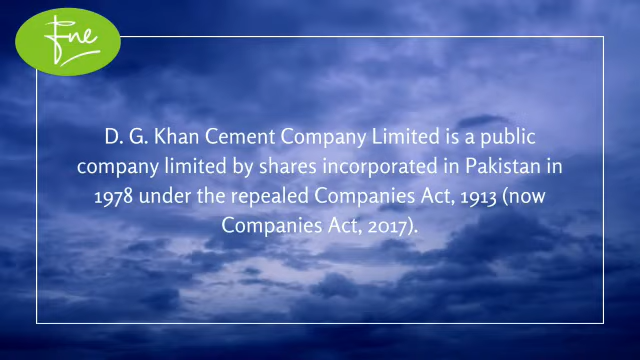 fne
D. G. Khan Cement Company Limited is a public
company limited by shares incorporated in Pakistan in
1978 under the repealed Companies Act, 1913 (now
Companies Act, 2017).